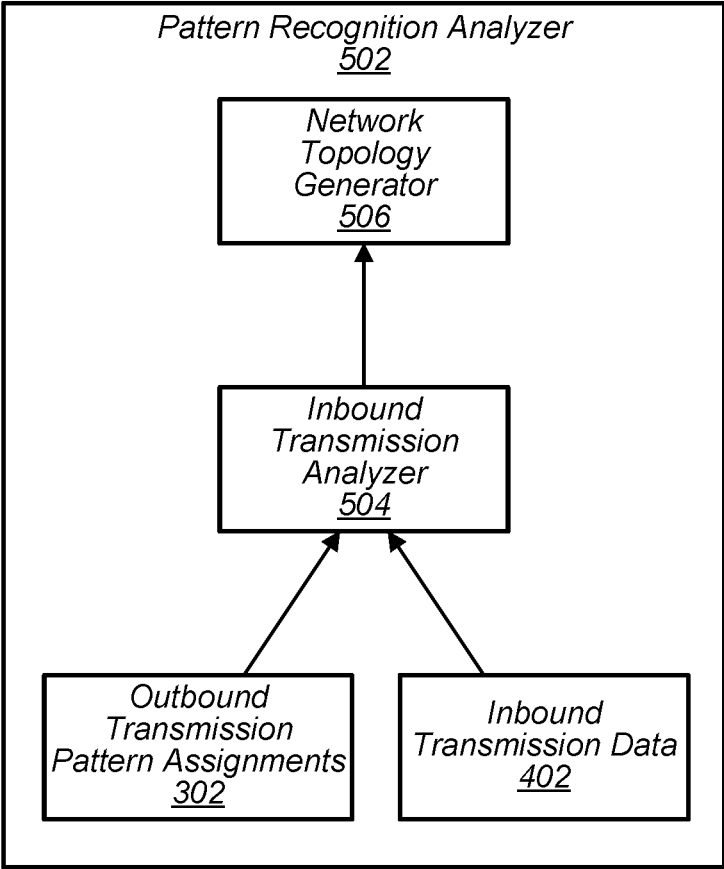 Pattern Recognition Analyzer
502
Network
Topology
Generator
506
Inbound
Transmission
Analyzer
504
Outbound
Transmission
Pattern Assignments
302
Inbound
Transmission Data
402